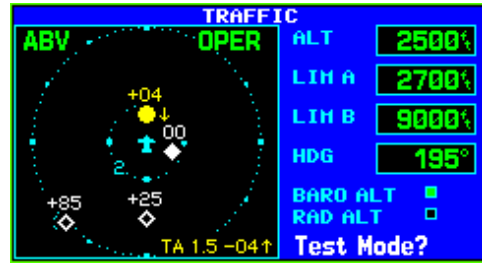 TRAFFIC
ABV OPER
+04↓
00
2
+85
+25
TA 1.5 -04↑
ALT 2500ft
LIM A 2700ft
LIM B 9000ft
HDG 195°
BARO ALT
RAD ALT
Test Mode?